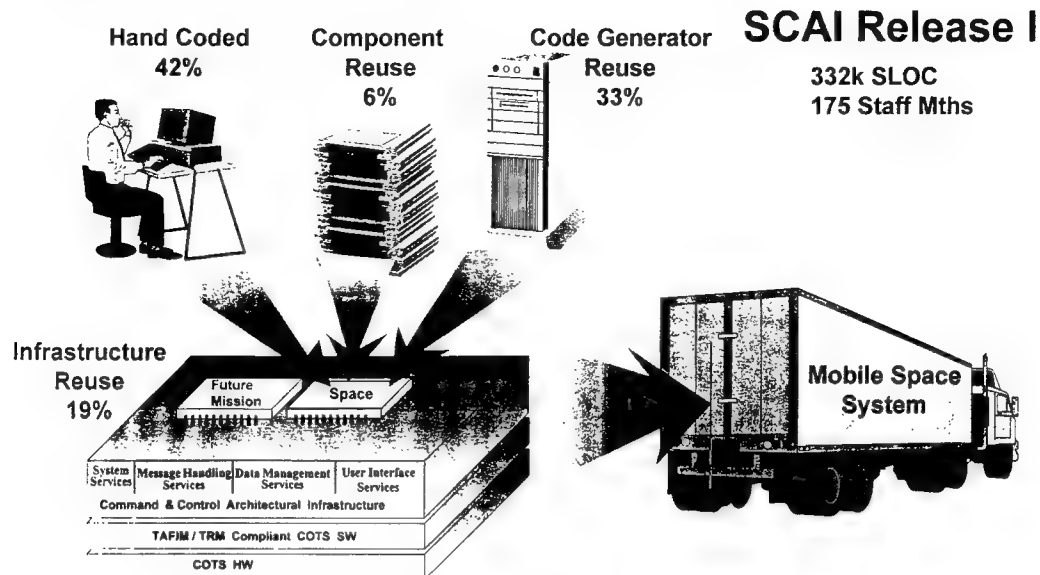 SCAI Release I
332k SLOC
175 Staff Mths
Hand Coded
42%
Component
Reuse
6%
Code Generator
Reuse
33%
Infrastructure
Reuse
19%
Future
Mission
Space
System
Services
Message Handling
Services
Data Management
Services
User Interface
Services
Command & Control Architectural Infrastructure
TAFIM / TRM Compliant COTS SW
COTS HW
Mobile Space
System